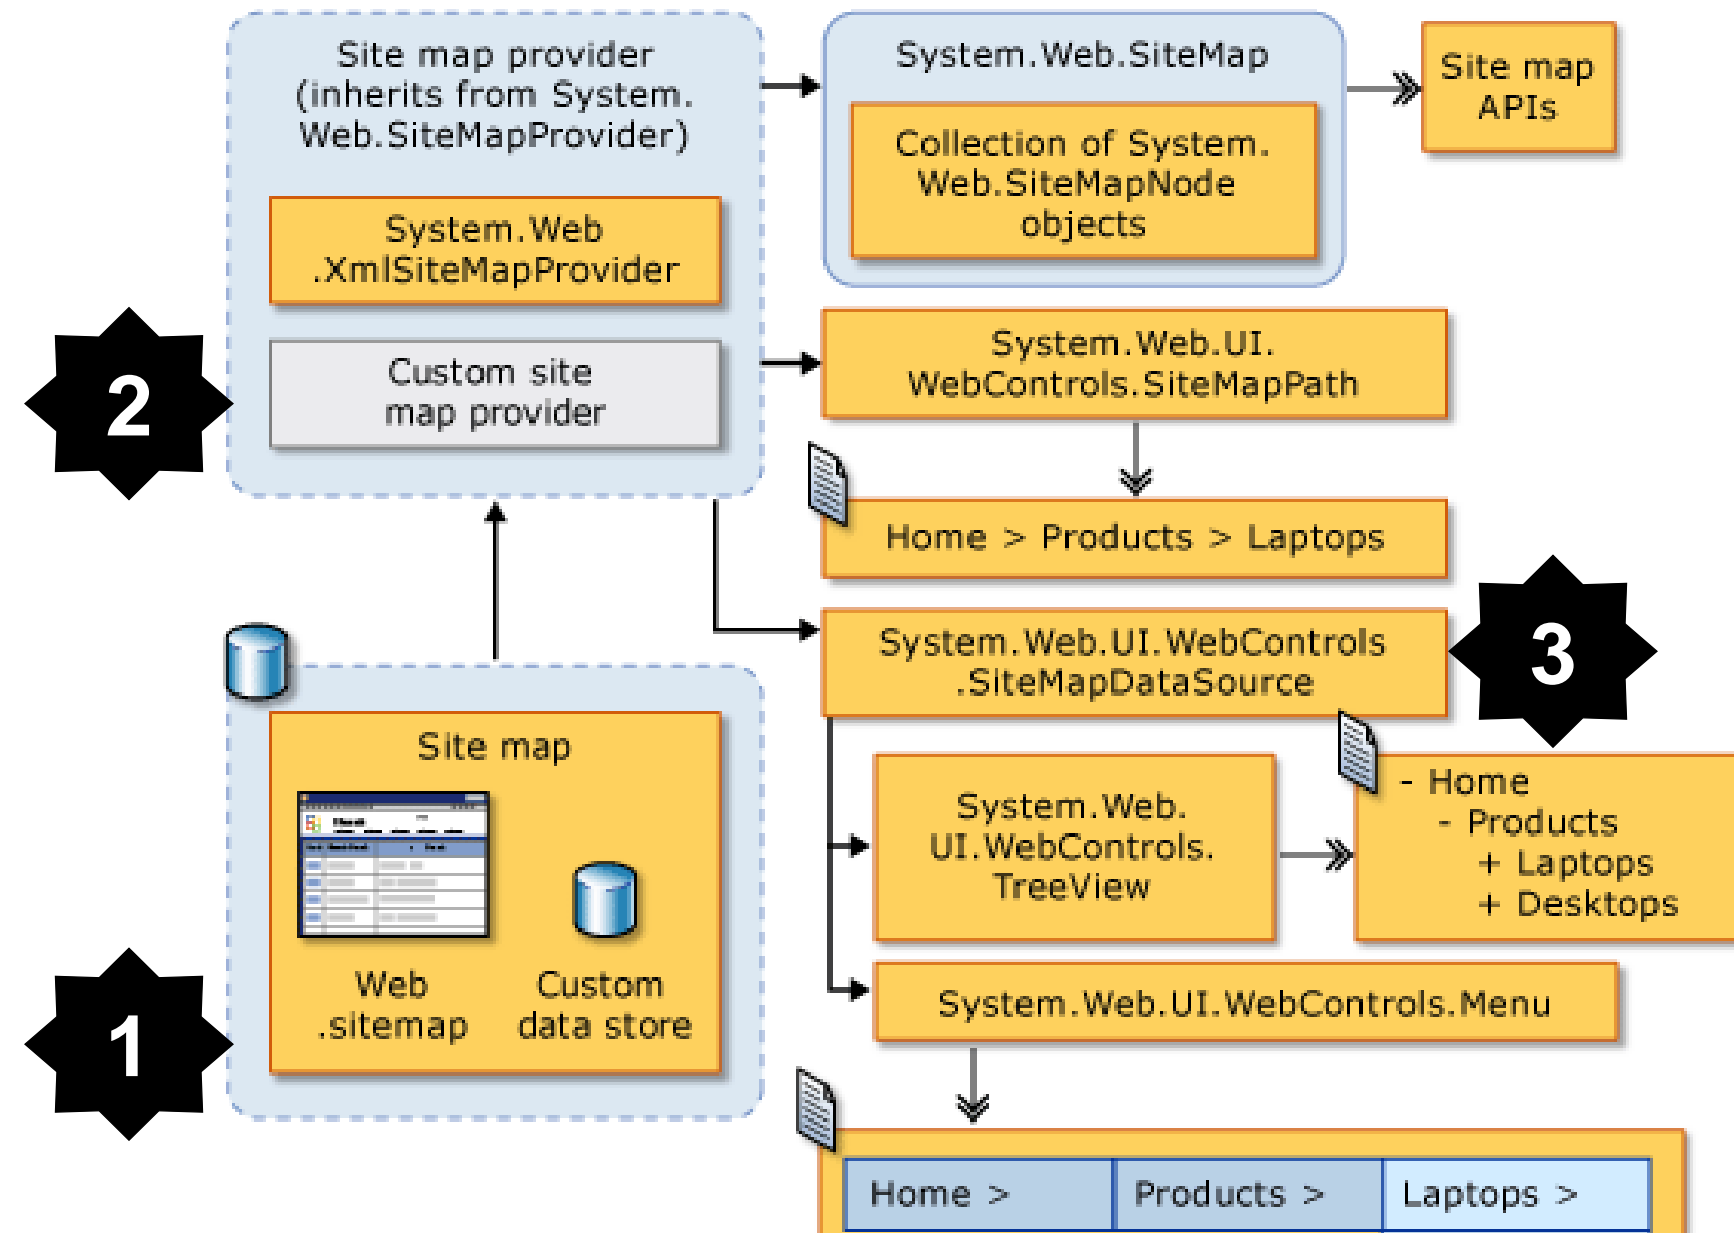 Site map provider
(inherits from System.
Web.SiteMapProvider)
System.Web
.XmlSiteMapProvider
Custom site
map provider
2
System.Web.SiteMap
Collection of System.
Web.SiteMapNode
objects
Site map
APIs
System.Web.UI.
WebControls.SiteMapPath
Home > Products > Laptops
System.Web.UI.WebControls
.SiteMapDataSource
3
System.Web.
UI.WebControls.
TreeView
- Home
- Products
+ Laptops
+ Desktops
Site map
Web
.sitemap
Custom
data store
1
System.Web.UI.WebControls.Menu
Home >
Products >
Laptops >